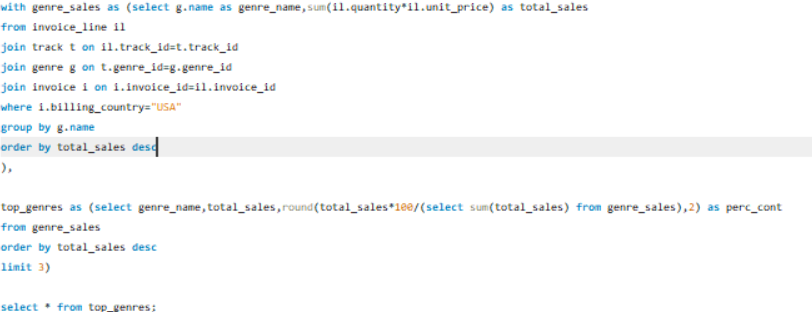 with genre_sales as (select g.name as genre_name,sum(il.quantity*il.unit_price) as total_sales
from invoice_line il
join track t on il.track_id=t.track_id
join genre g on t.genre_id=g.genre_id
join invoice i on i.invoice_id=il.invoice_id
where i.billing_country="USA"
group by g.name
order by total_sales desc
),
top_genres as (select genre_name,total_sales,round(total_sales*100/(select sum(total_sales) from genre_sales),2) as perc_cont
from genre_sales
order by total_sales desc
limit 3)
select * from top_genres;